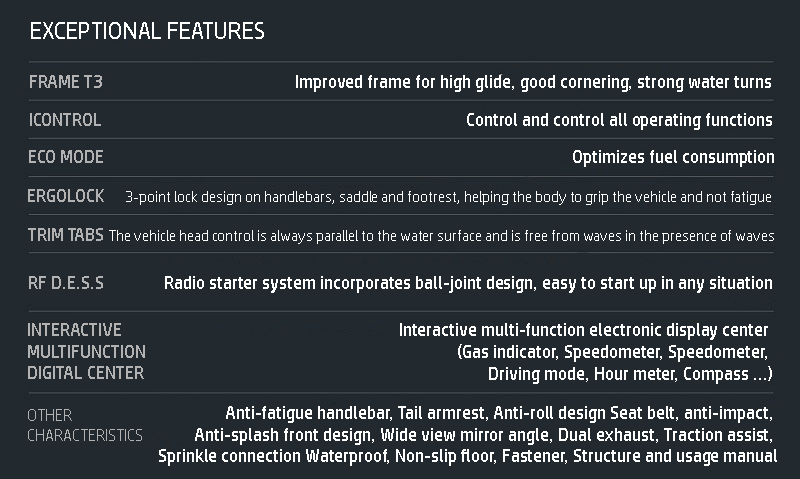 EXCEPTIONAL FEATURES
FRAME T3 Improved frame for high glide, good cornering, strong water turns
ICONTROL Control and control all operating functions
ECO MODE Optimizes fuel consumption
ERGOLOCK 3-point lock design on handlebars, saddle and footrest, helping the body to grip the vehicle and not fatigue
TRIM TABS The vehicle head control is always parallel to the water surface and is free from waves in the presence of waves
RF D.E.S.S Radio starter system incorporates ball-joint design, easy to start up in any situation
INTERACTIVE Interactive multi-function electronic display center
MULTIFUNCTION (Gas indicator, Speedometer, Speedometer,
DIGITAL CENTER Driving mode, Hour meter, Compass ...)
OTHER Anti-fatigue handlebar, Tail armrest, Anti-roll design Seat belt, anti-impact,
CHARACTERISTICS Anti-splash front design, Wide view mirror angle, Dual exhaust, Traction assist,
Sprinkle connection Waterproof, Non-slip floor, Fastener, Structure and usage manual